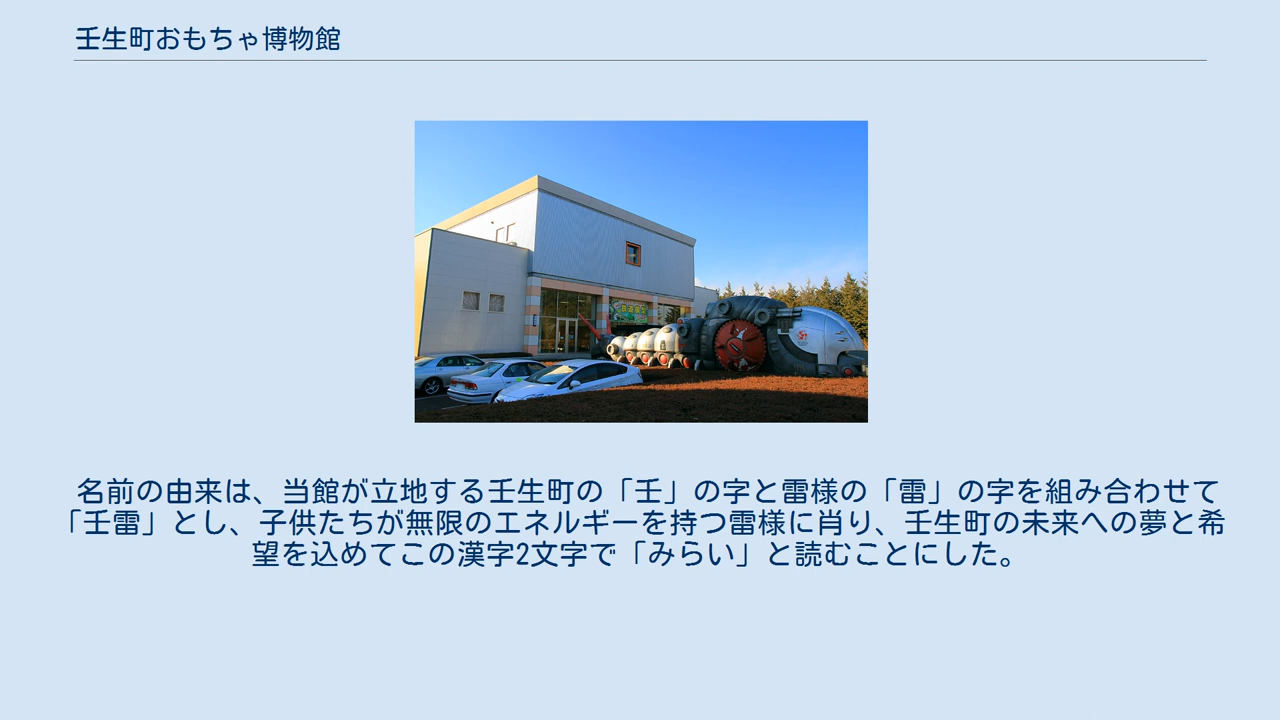 壬生町おもちゃ博物館
名前の由来は、当館が立地する壬生町の「壬」の字と雷様の「雷」の字を組み合わせて
「壬雷」とし、子供たちが無限のエネルギーを持つ雷様に肖り、壬生町の未来への夢と希
望を込めてこの漢字2文字で「みらい」と読むことにした。